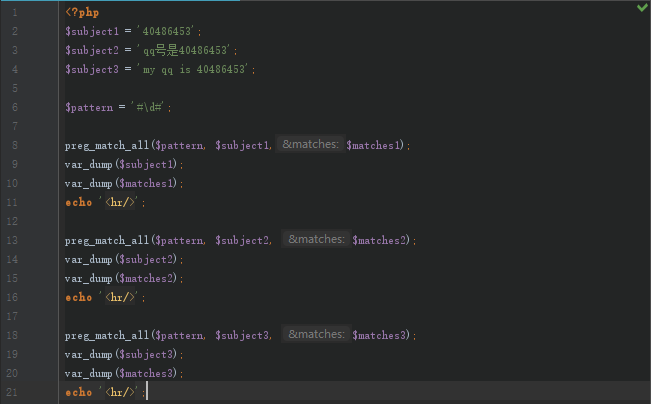 1 <?php
2 $subject1 = '40486453';
3 $subject2 = 'qq号是40486453';
4 $subject3 = 'my qq is 40486453';
5
6 $pattern = '#\d#';
7
8 preg_match_all($pattern, $subject1, &matches: $matches1);
9 var_dump($subject1);
10 var_dump($matches1);
11 echo '<hr/>';
12
13 preg_match_all($pattern, $subject2, &matches: $matches2);
14 var_dump($subject2);
15 var_dump($matches2);
16 echo '<hr/>';
17
18 preg_match_all($pattern, $subject3, &matches: $matches3);
19 var_dump($subject3);
20 var_dump($matches3);
21 echo '<hr/>';